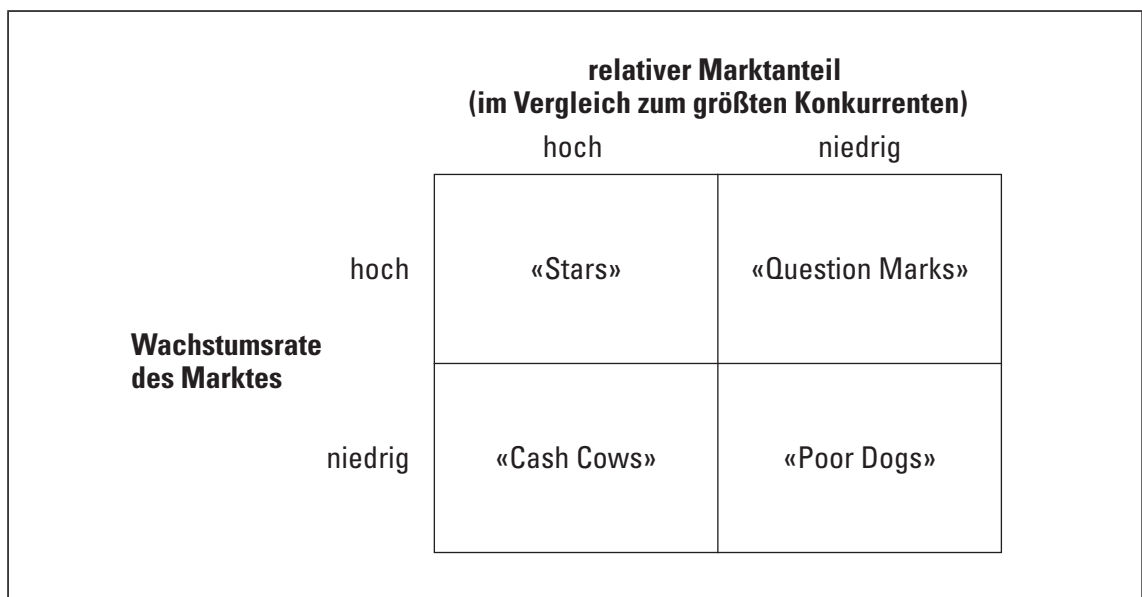 relativer Marktanteil
(im Vergleich zum größten Konkurrenten)
hoch niedrig
hoch «Stars» «Question Marks»
Wachstumsrate
des Marktes
niedrig «Cash Cows» «Poor Dogs»